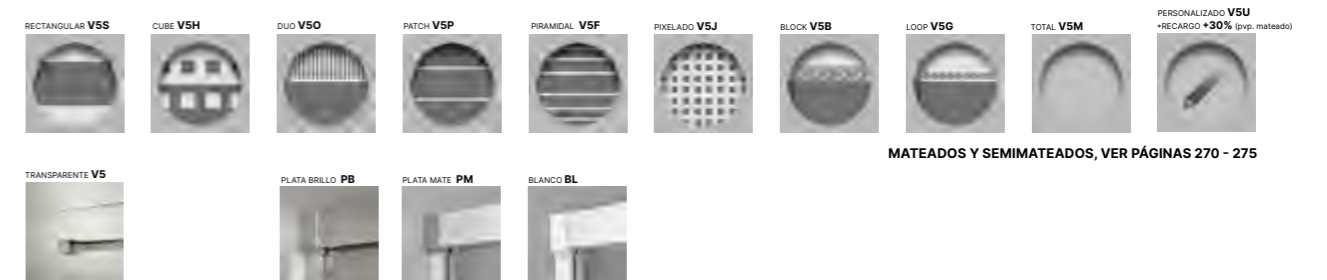 RECTANGULAR V5S
CUBE V5H
DUO V5O
PATCH V5P
PIRAMIDAL V5F
PIXELADO V5J
BLOCK V5B
LOOP V5G
TOTAL V5M
PERSONALIZADO V5U
+RECARGO +30% (pvp. mateado)
MATEADOS Y SEMIMATEADOS, VER PÁGINAS 270 - 275
TRANSPARENTE V5
PLATA BRILLO PB
PLATA MATE PM
BLANCO BL